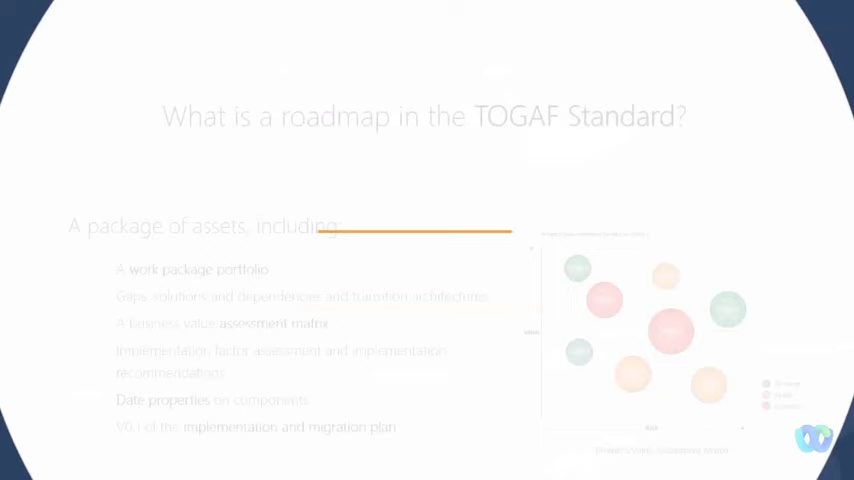 What is a roadmap in the TOGAF Standard?
A package of assets, including:
A work package portfolio
Gaps, solutions and dependencies and transition architectures
A business value assessment matrix
Implementation factor assessment and implementation
recommendations
Date properties on components
V0.1 of the implementation and migration plan
Value
Risk